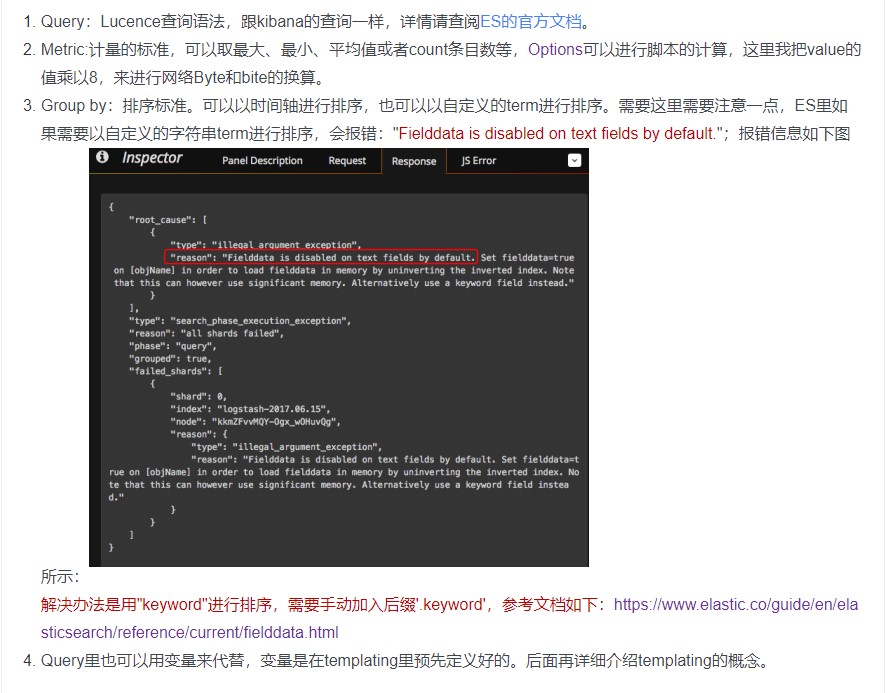 1. Query：Lucence查询语法，跟kibana的查询一样，详情请查阅ES的官方文档。
2. Metric:计量的标准，可以取最大、最小、平均值或者count条目数等，Options可以进行脚本的计算，这里我把value的
值乘以8，来进行网络Byte和bite的换算。
3. Group by：排序标准。可以以时间轴进行排序，也可以以自定义的term进行排序。需要这里需要注意一点，ES里如
果需要以自定义的字符串term进行排序，会报错："Fielddata is disabled on text fields by default."；报错信息如下图
Inspector Panel Description Request Response JS Error
{
"root_cause": [
{
"type": "illegal_argument_exception",
"reason": "Fielddata is disabled on text fields by default. Set fielddata=true
on [objName] in order to load fielddata in memory by uninverting the inverted index. Note
that this can however use significant memory. Alternatively use a keyword field instead."
}
],
"type": "search_phase_execution_exception",
"reason": "all shards failed",
"phase": "query",
"grouped": true,
"failed_shards": [
{
"shard": 0,
"index": "logstash-2017.06.15",
"node": "kkmZFvvMQY-Ogx_wOHuvQg",
"reason": {
"type": "illegal_argument_exception",
"reason": "Fielddata is disabled on text fields by default. Set fielddata=t
rue on [objName] in order to load fielddata in memory by uninverting the inverted index. No
te that this can however use significant memory. Alternatively use a keyword field instea
d."
}
}
]
}
所示：
解决办法是用"keyword"进行排序，需要手动加入后缀'.keyword'，参考文档如下：https://www.elastic.co/guide/en/ela
sticsearch/reference/current/fielddata.html
4. Query里也可以用变量来代替，变量是在templating里预先定义好的。后面再详细介绍templating的概念。